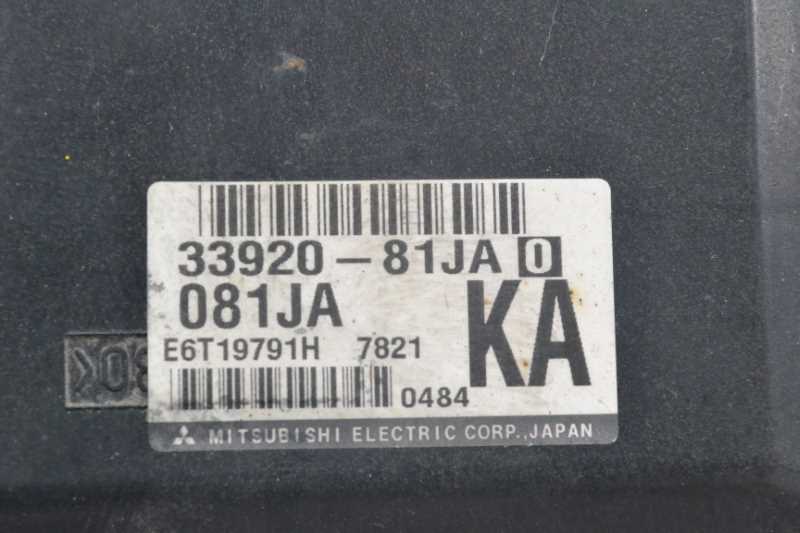 33920-81JA 0
081JA KA
E6T19791H 7821
0484
MITSUBISHI ELECTRIC CORP., JAPAN